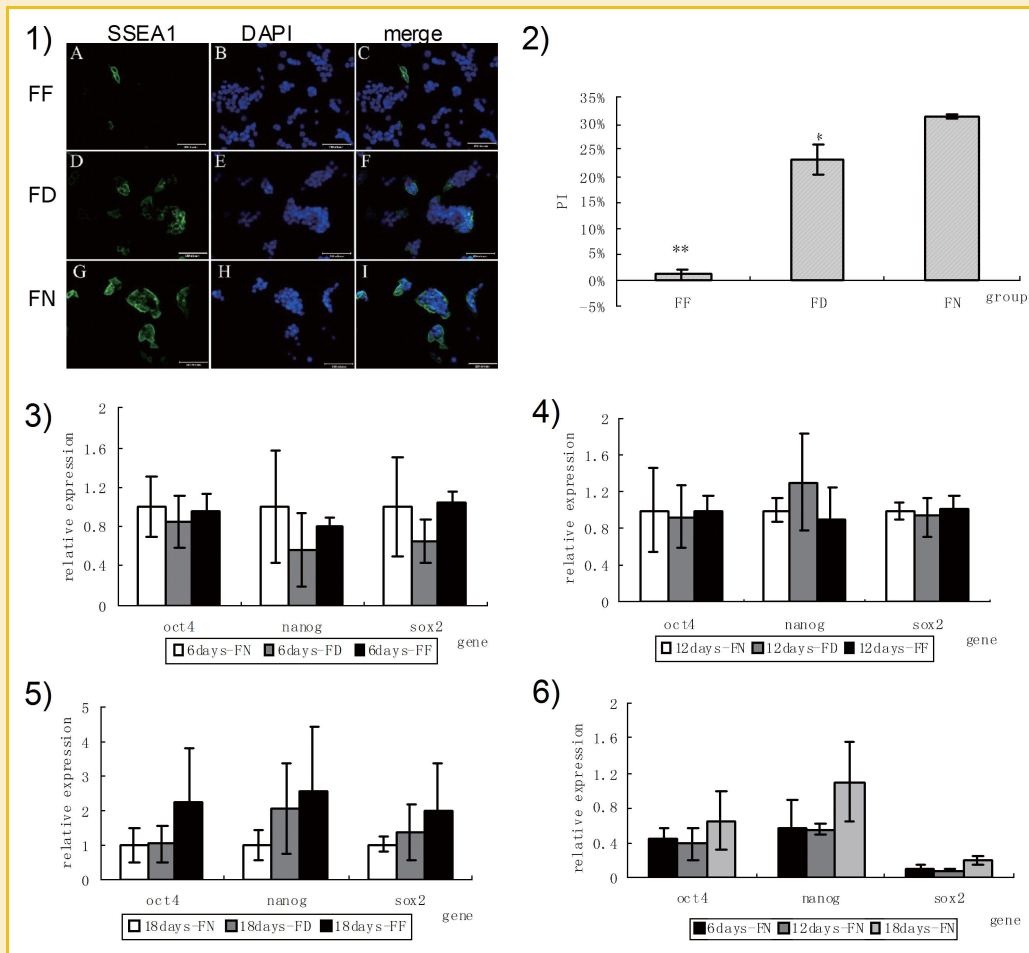 1)
SSEA1 DAPI merge
FF
A B C
FD
D E F
FN
G H I
2)
35%
30%
25%
20%
15%
10%
5%
0%
-5%
PI
**
*
FF FD FN
group
3)
2
1.6
1.2
0.8
0.4
0
relative expression
oct4 nanog sox2
gene
6days-FN 6days-FD 6days-FF
4)
2
1.6
1.2
0.8
0.4
0
relative expression
oct4 nanog sox2
gene
12days-FN 12days-FD 12days-FF
5)
5
4
3
2
1
0
relative expression
oct4 nanog sox2
gene
18days-FN 18days-FD 18days-FF
6)
2
1.6
1.2
0.8
0.4
0
relative expression
oct4 nanog sox2
gene
6days-FN 12days-FN 18days-FN